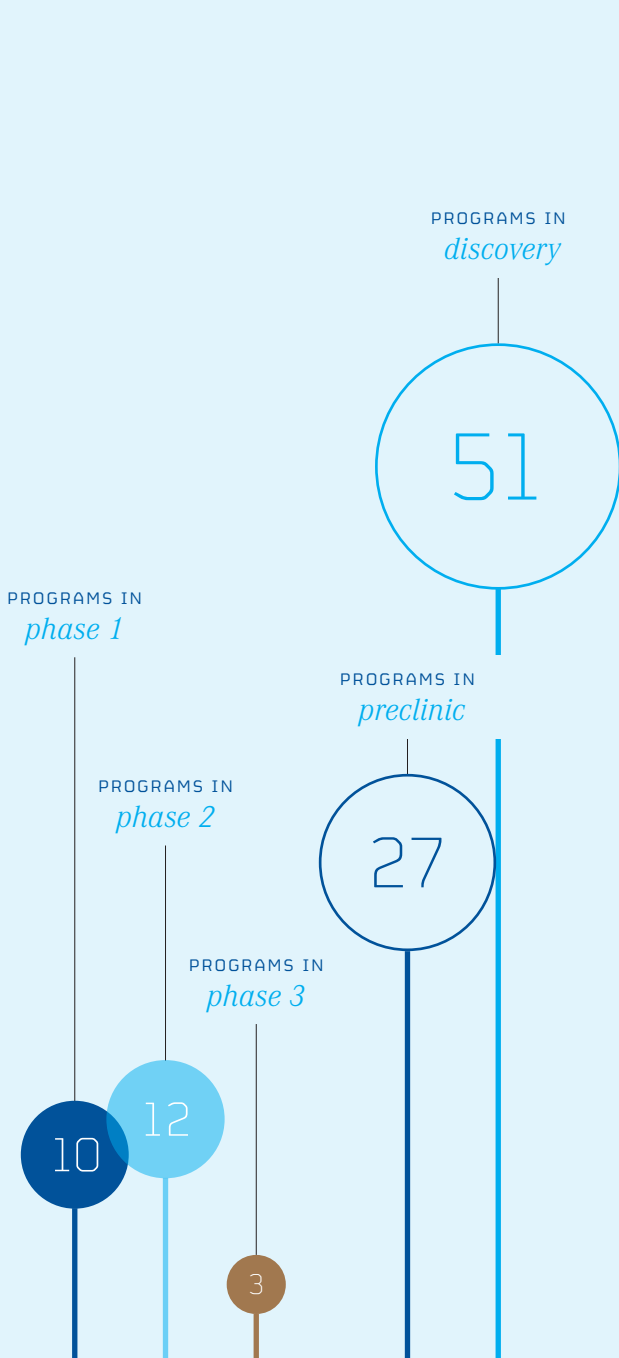 PROGRAMS IN
discovery
51
PROGRAMS IN
phase 1
PROGRAMS IN
preclinic
PROGRAMS IN
phase 2
27
PROGRAMS IN
phase 3
12
10
3